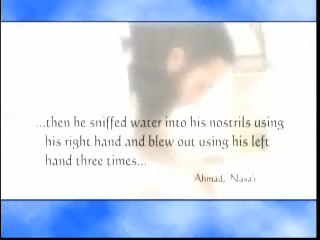 ...then he sniffed water into his nostrils using
his right hand and blew out using his left
hand three times...
Ahmad, Nasa'i